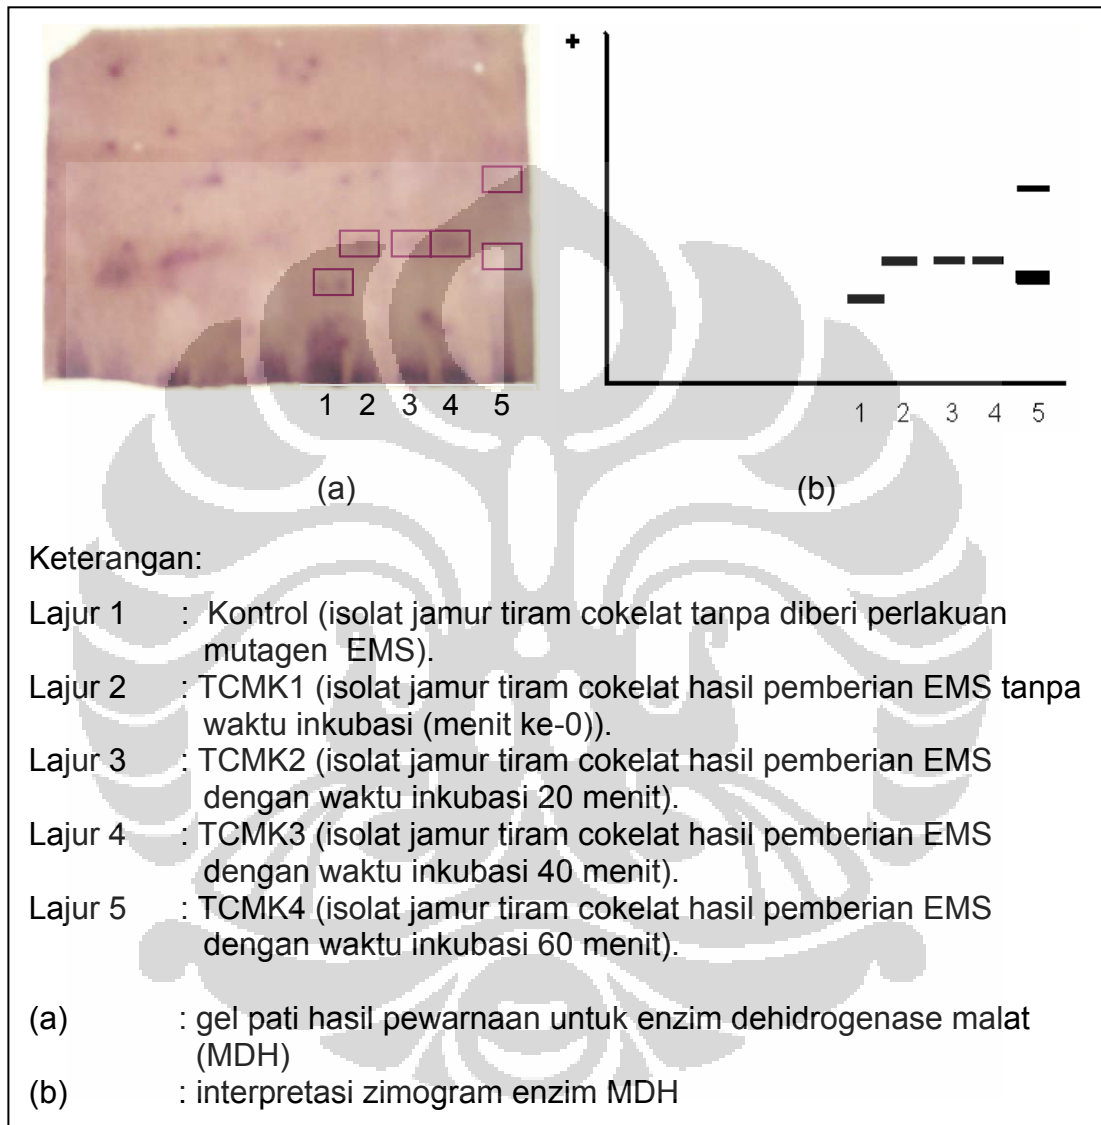 +
1 2 3 4 5
1 2 3 4 5
(a)
(b)
Keterangan:
Lajur 1 : Kontrol (isolat jamur tiram cokelat tanpa diberi perlakuan
mutagen EMS).
Lajur 2 : TCMK1 (isolat jamur tiram cokelat hasil pemberian EMS tanpa
waktu inkubasi (menit ke-0)).
Lajur 3 : TCMK2 (isolat jamur tiram cokelat hasil pemberian EMS
dengan waktu inkubasi 20 menit).
Lajur 4 : TCMK3 (isolat jamur tiram cokelat hasil pemberian EMS
dengan waktu inkubasi 40 menit).
Lajur 5 : TCMK4 (isolat jamur tiram cokelat hasil pemberian EMS
dengan waktu inkubasi 60 menit).
(a) : gel pati hasil pewarnaan untuk enzim dehidrogenase malat
(MDH)
(b) : interpretasi zimogram enzim MDH